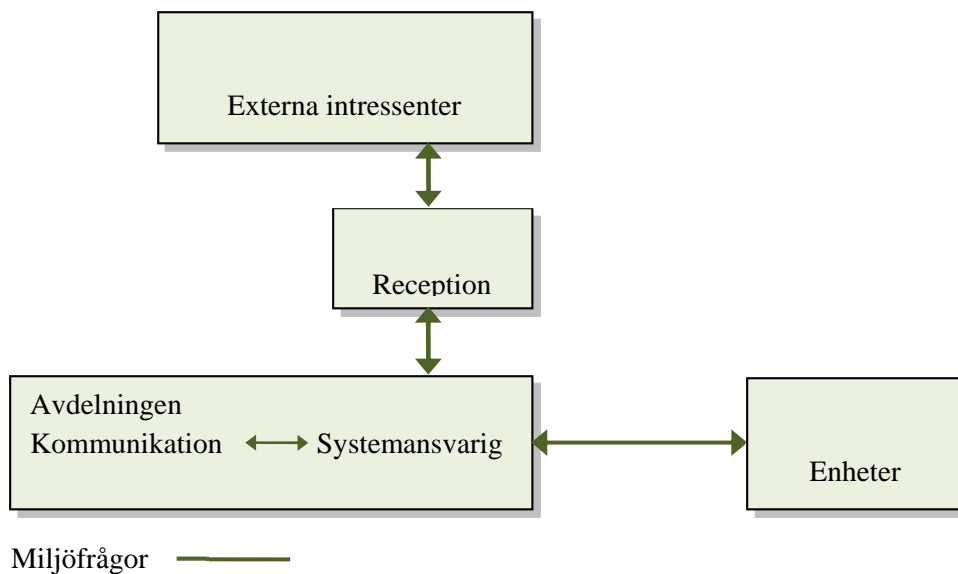 Externa intressenter
Reception
Avdelningen
Kommunikation Systemansvarig
Enheter
Miljöfrågor